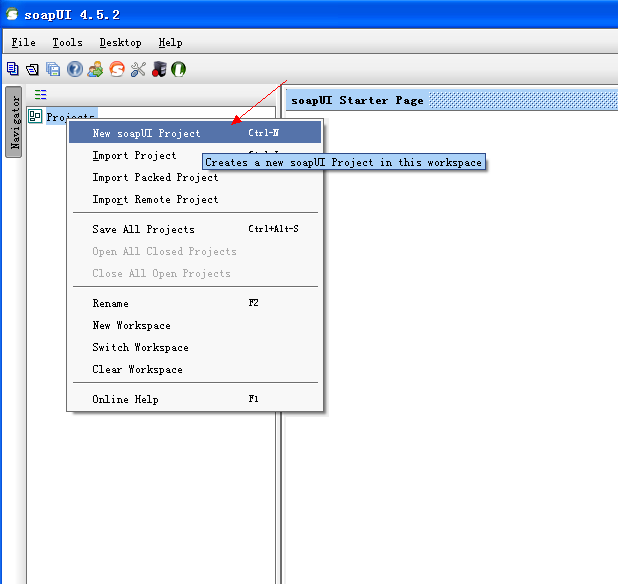 soapUI 4.5.2
File Tools Desktop Help
Navigator
Projects
soapUI Starter Page
New soapUI Project Ctrl-N
Import Project
Creates a new soapUI Project in this workspace
Import Packed Project
Import Remote Project
Save All Projects Ctrl+Alt-S
Open All Closed Projects
Close All Open Projects
Rename F2
New Workspace
Switch Workspace
Clear Workspace
Online Help F1